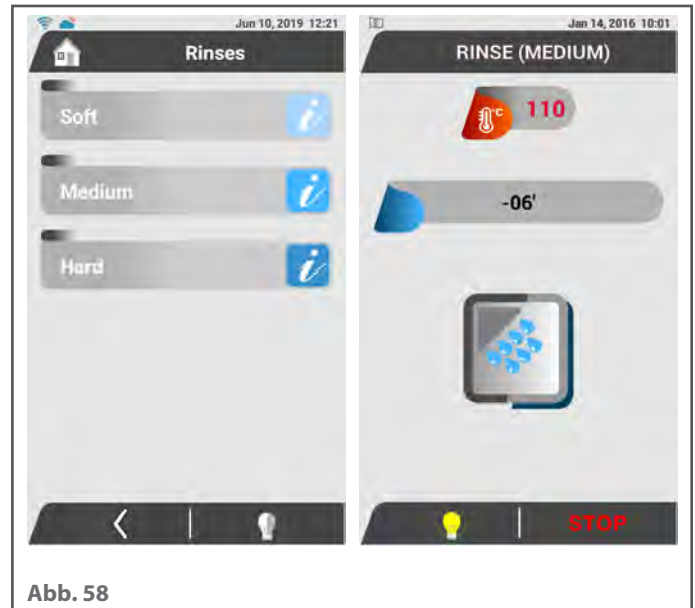 Jun 10, 2019 12:21
Rinses
Soft
i
Medium
i
Hard
i
Jan 14, 2016 10:01
RINSE (MEDIUM)
°C 110
-06'
STOP
Abb. 58